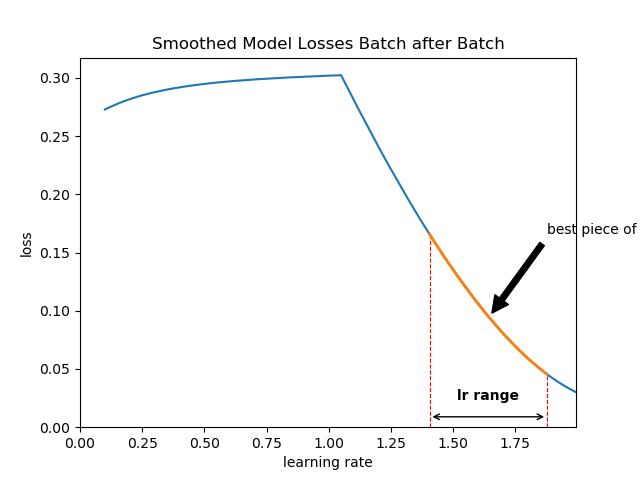 Smoothed Model Losses Batch after Batch
0.30
0.25
0.20
0.15
0.10
0.05
0.00
loss
best piece of
lr range
0.00 0.25 0.50 0.75 1.00 1.25 1.50 1.75
learning rate